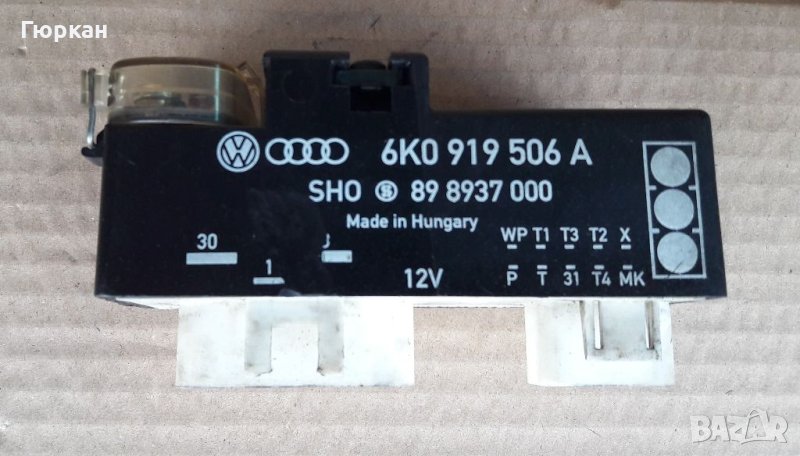 Гюркан
6K0 919 506 A
SHO 89 8937 000
Made in Hungary
WP T1 T3 T2 X
30
1
12V
P T 31 T4 MK
BAZAR